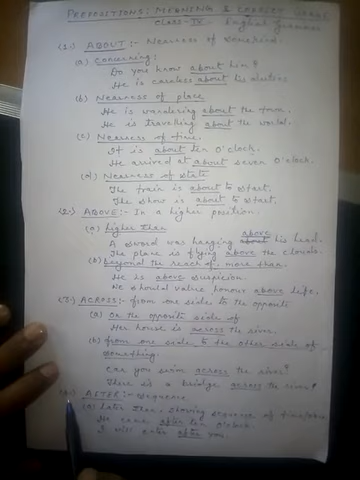 PREPOSITIONS: MEANING & CORRECT USAGE
CLASS-IX - English Grammar
(1.) ABOUT:- Nearness of Something
(a) Concerning:
Do you know about him?
He is careless about his duties
(b) Nearness of place
He is wandering about the town.
He is travelling about the world.
(c) Nearness of time.
It is about ten O'clock.
He arrived at about seven O'clock.
(d) Nearness of State
The train is about to start.
The show is about to start.
(2.) ABOVE:- In a higher position.
(a) higher than above
A sword was hanging about his head.
The plane is flying above the clouds.
(b) beyond the reach of, more than.
He is above suspicion.
We should value honour above life.
(3.) ACROSS:- from one side to the opposite
(a) On the opposite side of
Her house is across the river.
(b) from one side to the other side of
something.
Can you swim across the river?
There is a bridge across the river?
AFTER:- Sequence
(a) Later than, showing sequence of time
He came after ten O'clock.
I will enter after you.